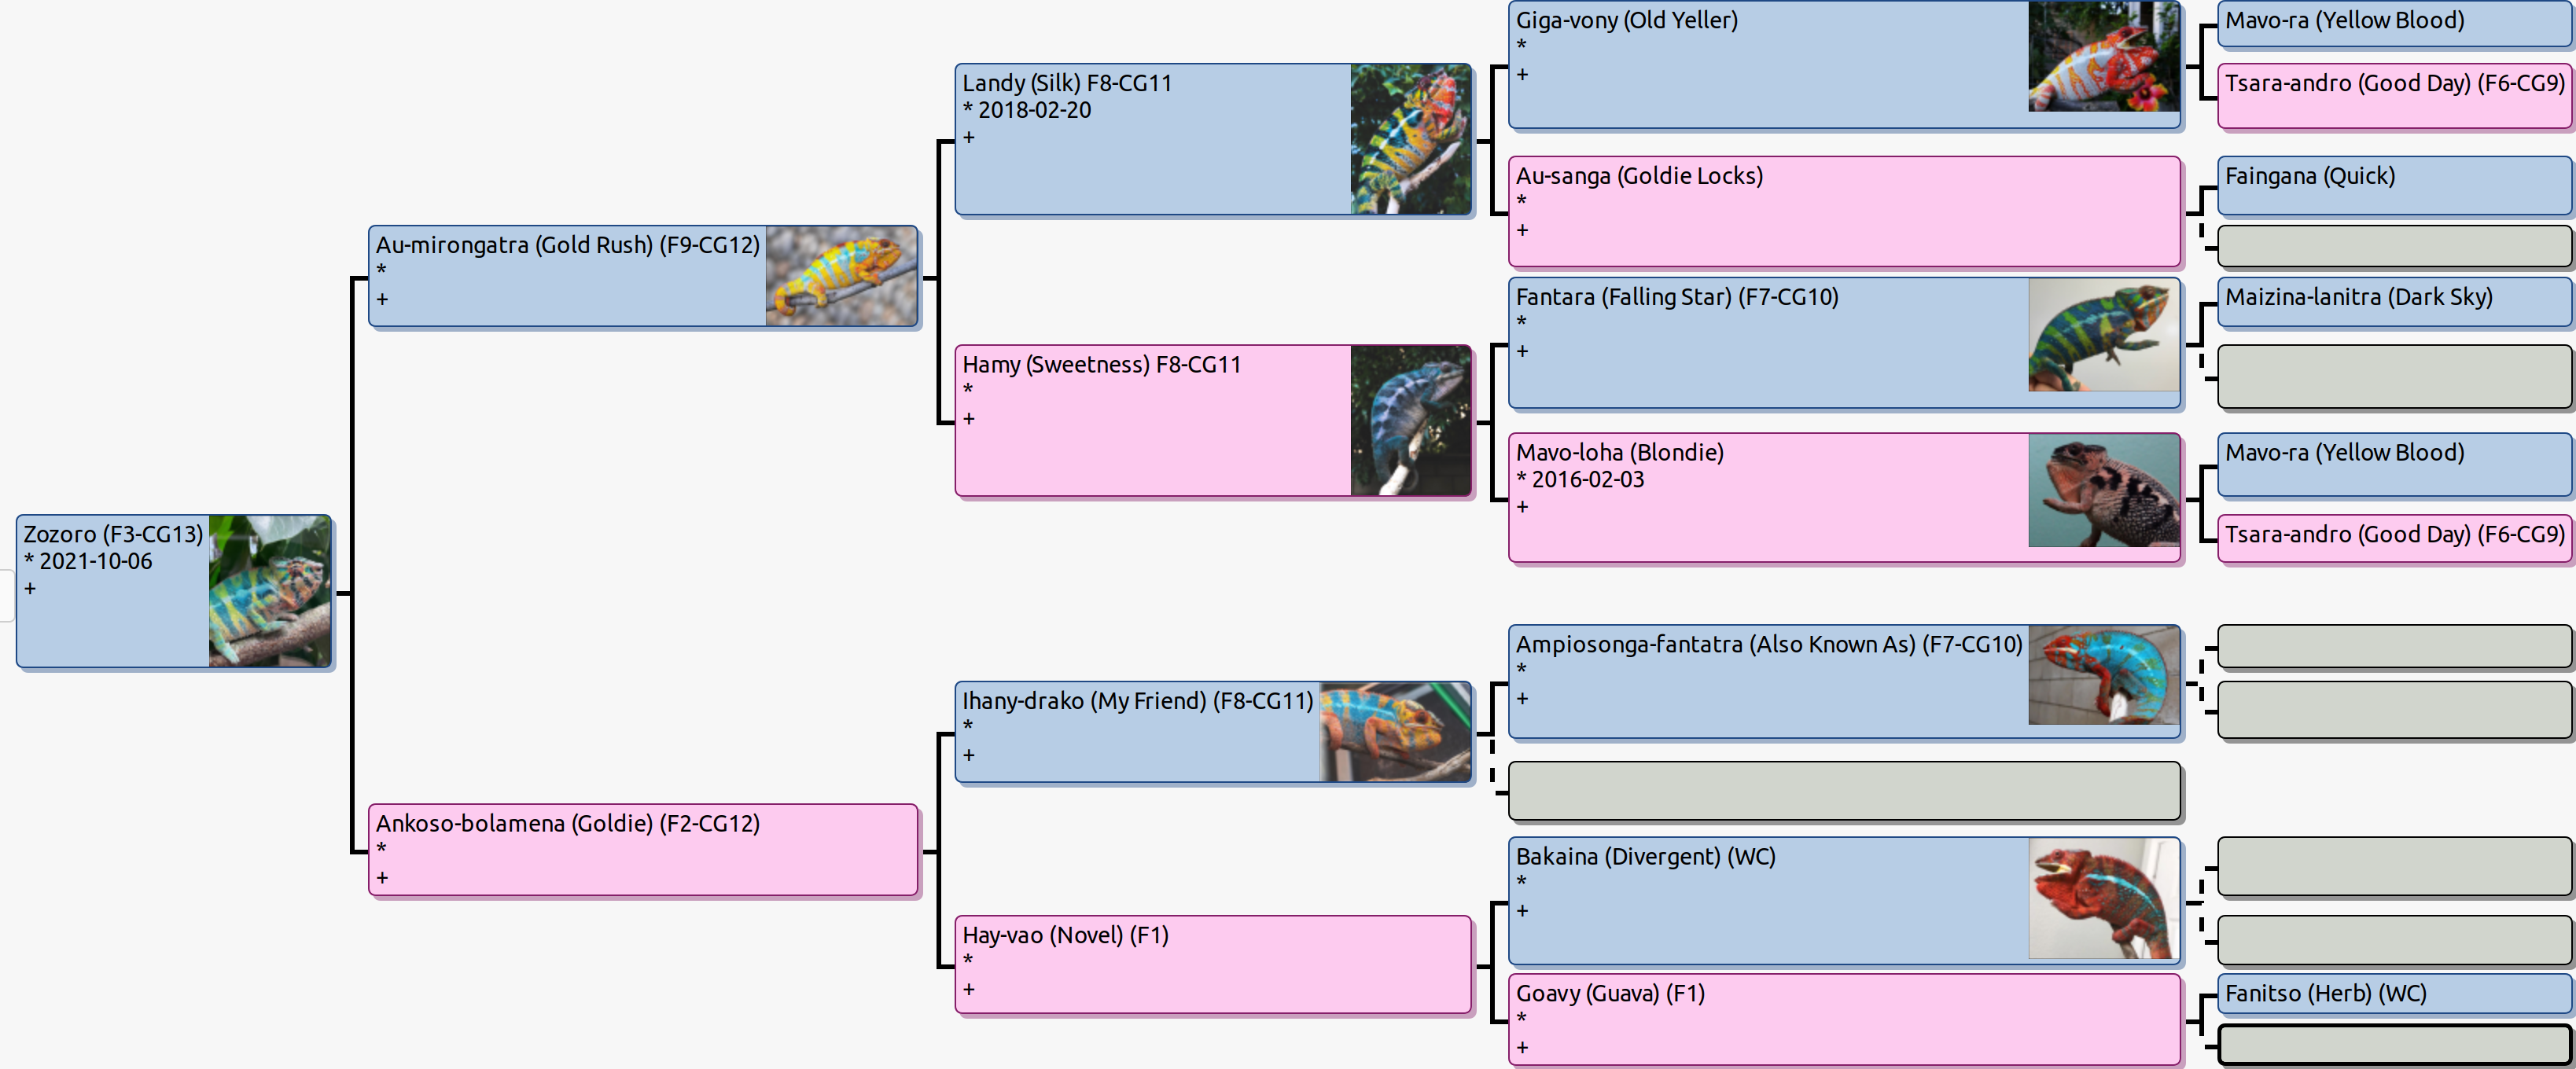 Zozoro (F3-CG13)
* 2021-10-06
+
Au-mirongatra (Gold Rush) (F9-CG12)
*
+
Ankoso-bolamena (Goldie) (F2-CG12)
*
+
Landy (Silk) F8-CG11
* 2018-02-20
+
Hamy (Sweetness) F8-CG11
*
+
Ihany-drako (My Friend) (F8-CG11)
*
+
Hay-vao (Novel) (F1)
*
+
Giga-vony (Old Yeller)
*
+
Au-sanga (Goldie Locks)
*
+
Fantara (Falling Star) (F7-CG10)
*
+
Mavo-loha (Blondie)
* 2016-02-03
+
Ampiosonga-fantatra (Also Known As) (F7-CG10)
*
+
Bakaina (Divergent) (WC)
*
+
Goavy (Guava) (F1)
*
+
Mavo-ra (Yellow Blood)
Tsara-andro (Good Day) (F6-CG9)
Faingana (Quick)
Maizina-lanitra (Dark Sky)
Mavo-ra (Yellow Blood)
Tsara-andro (Good Day) (F6-CG9)
Fanitso (Herb) (WC)